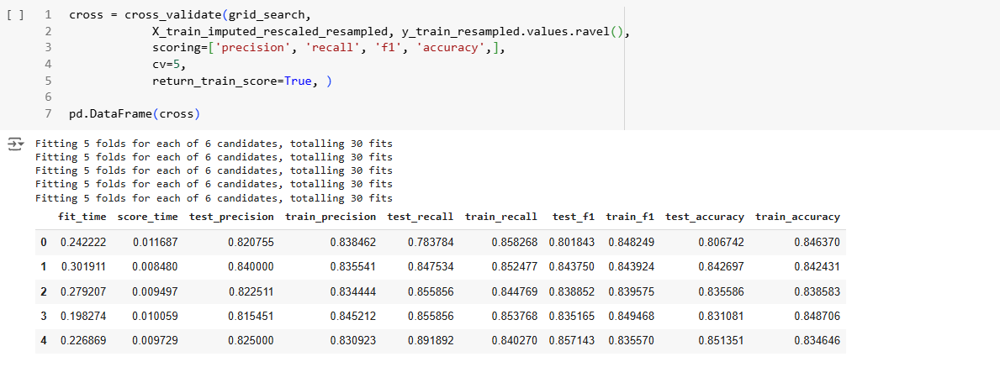 [ ] 1 cross = cross_validate(grid_search,
2 X_train_imputed_rescaled_resampled, y_train_resampled.values.ravel(),
3 scoring=['precision', 'recall', 'f1', 'accuracy',],
4 cv=5,
5 return_train_score=True, )
6
7 pd.DataFrame(cross)
Fitting 5 folds for each of 6 candidates, totalling 30 fits
Fitting 5 folds for each of 6 candidates, totalling 30 fits
Fitting 5 folds for each of 6 candidates, totalling 30 fits
Fitting 5 folds for each of 6 candidates, totalling 30 fits
Fitting 5 folds for each of 6 candidates, totalling 30 fits
fit_time score_time test_precision train_precision test_recall train_recall test_f1 train_f1 test_accuracy train_accuracy
0 0.242222 0.011687 0.820755 0.838462 0.783784 0.858268 0.801843 0.848249 0.806742 0.846370
1 0.301911 0.008480 0.840000 0.835541 0.847534 0.852477 0.843750 0.843924 0.842697 0.842431
2 0.279207 0.009497 0.822511 0.834444 0.855856 0.844769 0.838852 0.839575 0.835586 0.838583
3 0.198274 0.010059 0.815451 0.845212 0.855856 0.853768 0.835165 0.849468 0.831081 0.848706
4 0.226869 0.009729 0.825000 0.830923 0.891892 0.840270 0.857143 0.835570 0.851351 0.834646